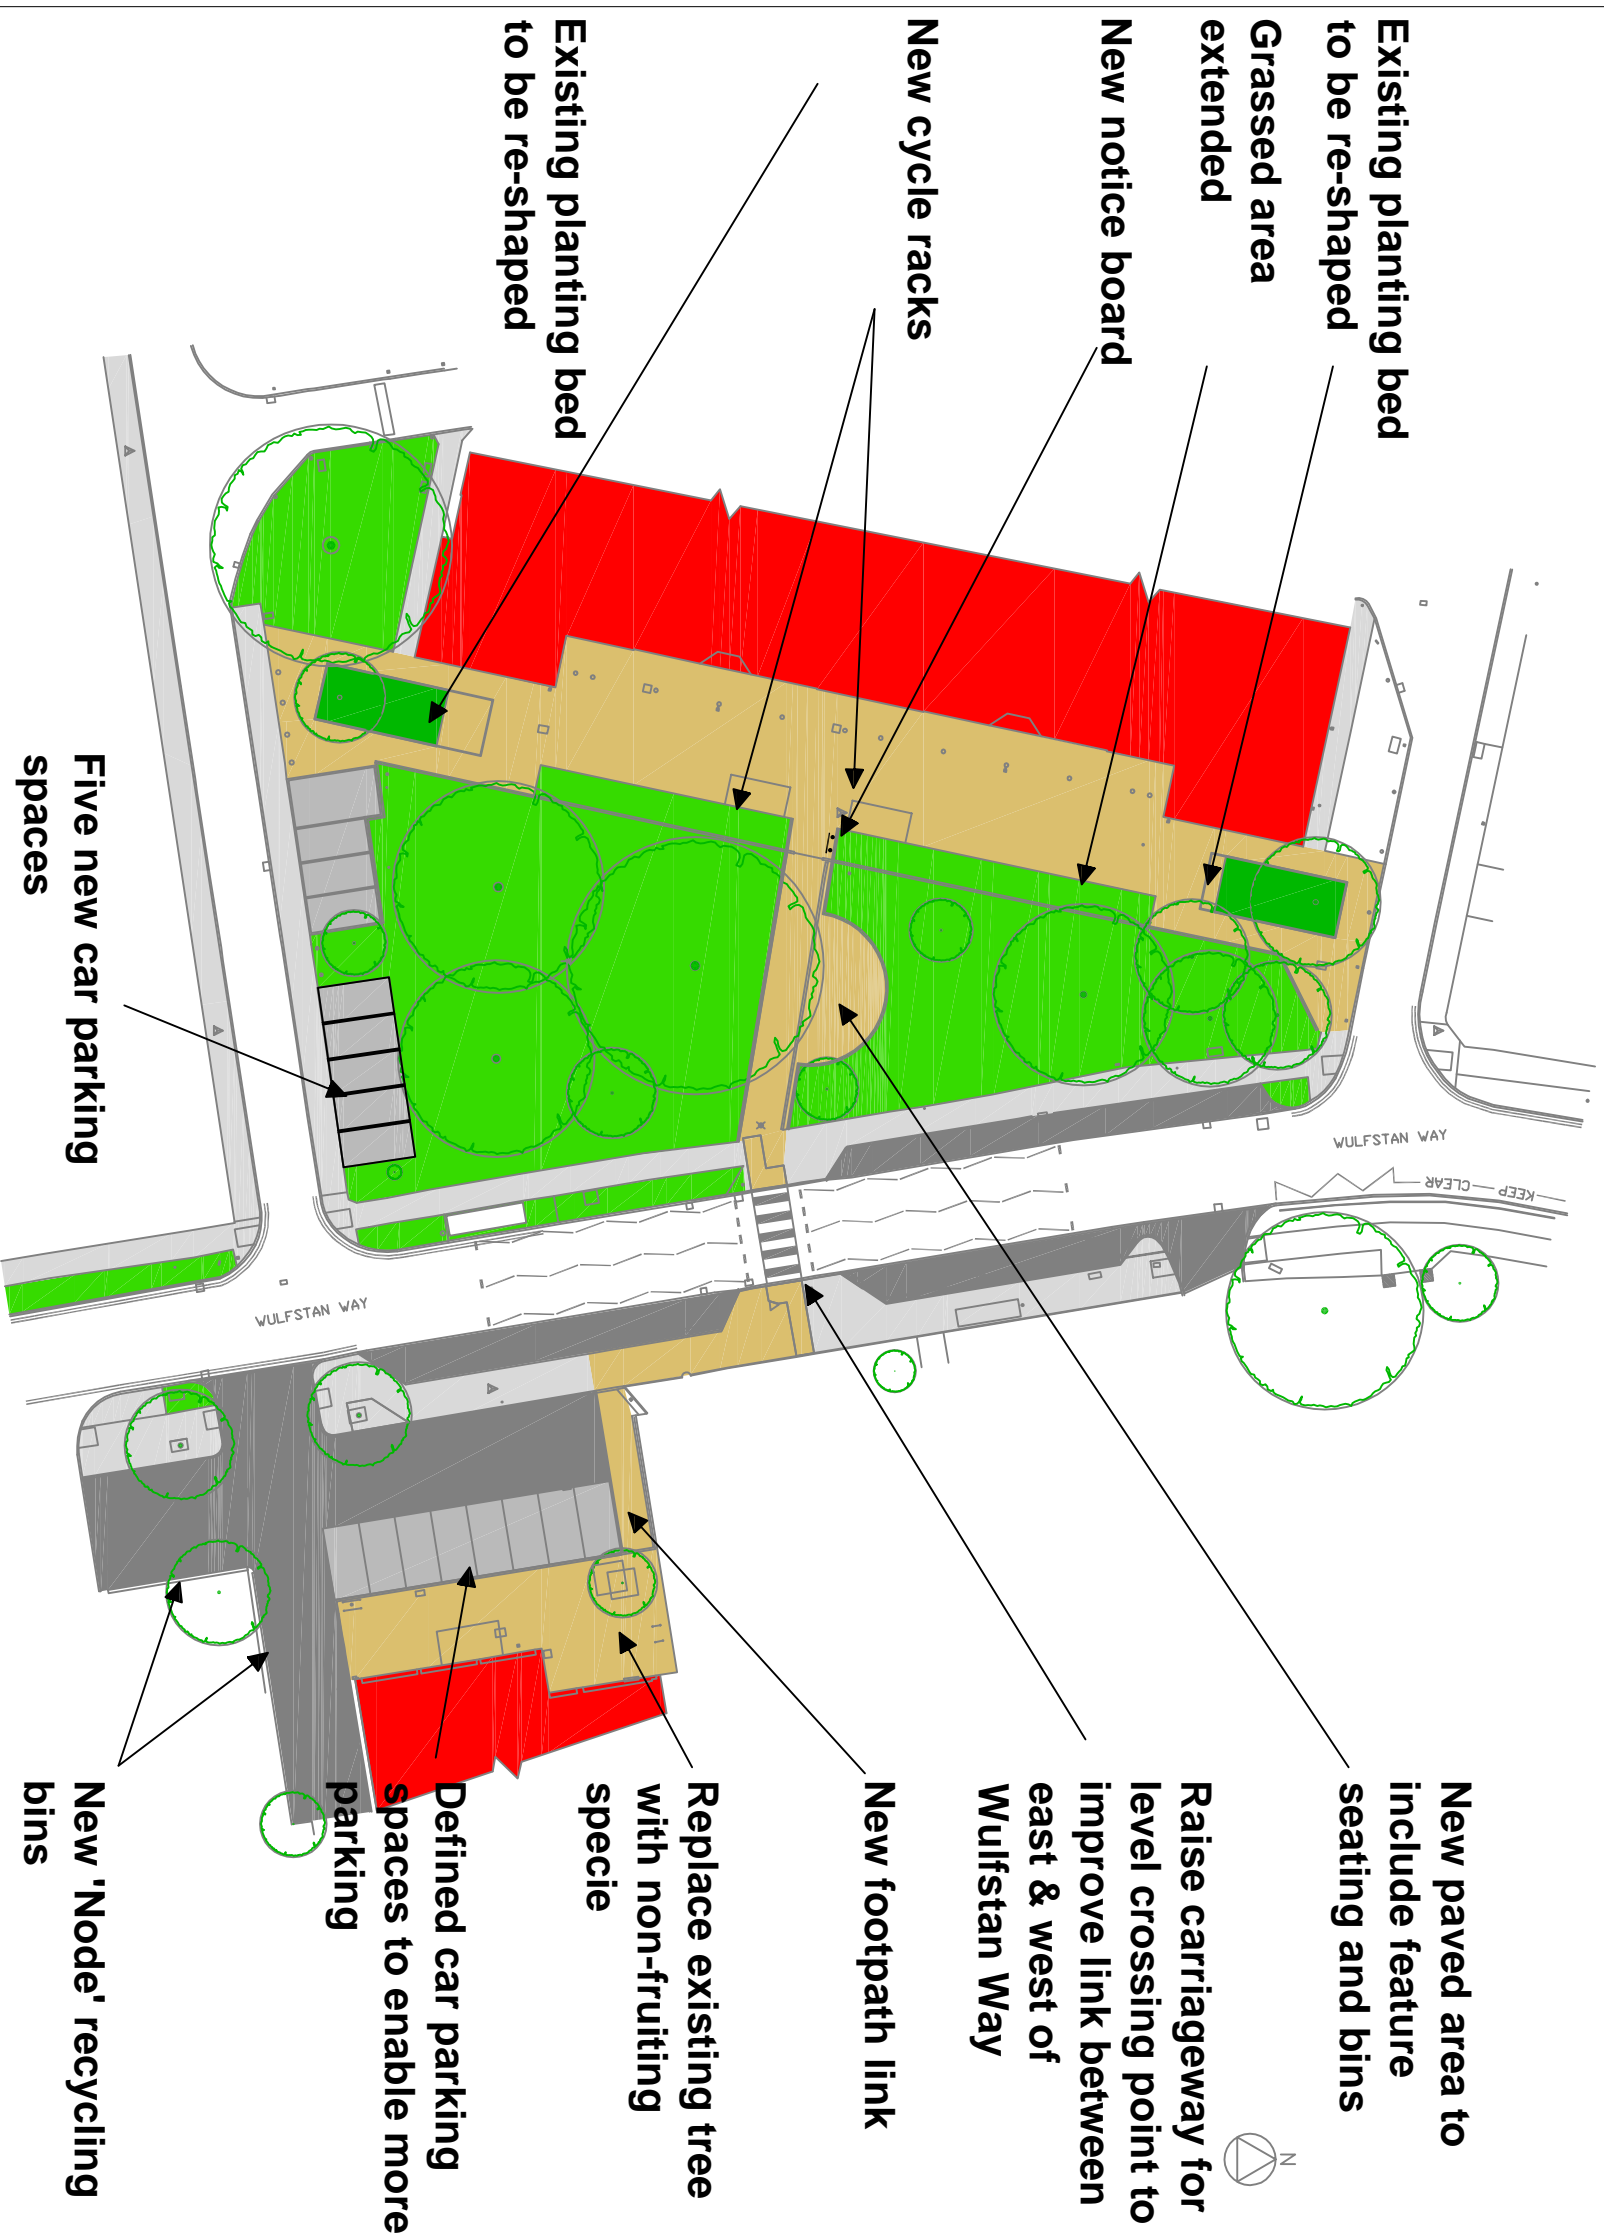 Existing planting bed
to be re-shaped
Grassed area
extended
New notice board
New cycle racks
Existing planting bed
to be re-shaped
Five new car parking
spaces
WULFSTAN WAY
KEEP CLEAR
WULFSTAN WAY
N
New paved area to
include feature
seating and bins
Raise carriageway for
level crossing point to
improve link between
east & west of
Wulfstan Way
New footpath link
Replace existing tree
with non-fruiting
specie
Defined car parking
spaces to enable more
parking
New 'Node' recycling
bins